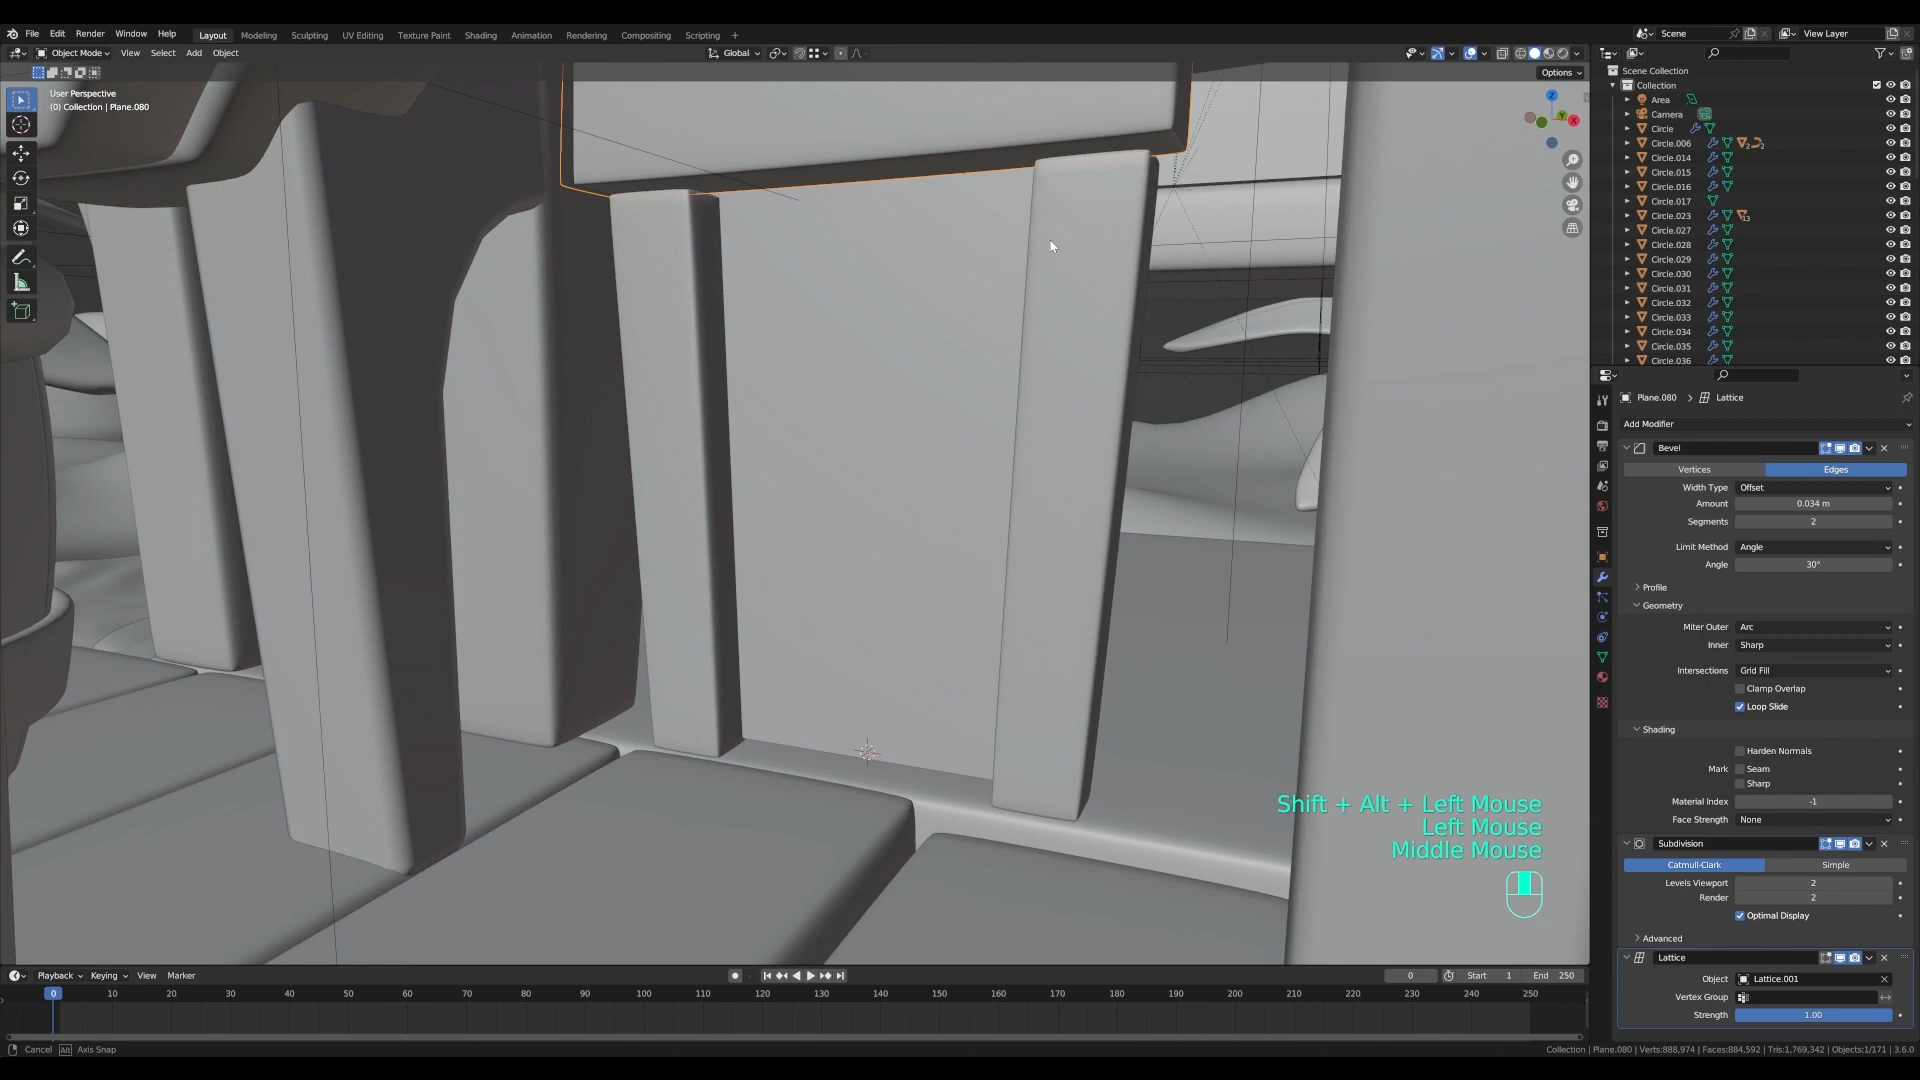 File Edit Render Window Help Layout Modeling Sculpting UV Editing Texture Paint Shading Animation Rendering Compositing Scripting + Scene View Layer
Object Mode View Select Add Object Global
Options
User Perspective
(0) Collection | Plane.080
Z
Y
X
Scene Collection
Collection
Area
Camera
Circle
Circle.006 2 2
Circle.014
Circle.015
Circle.016
Circle.017
Circle.023 13
Circle.027
Circle.028
Circle.029
Circle.030
Circle.031
Circle.032
Circle.033
Circle.034
Circle.035
Circle.036
Plane.080 > Lattice
Add Modifier
Bevel
Vertices Edges
Width Type Offset
Amount 0.034 m
Segments 2
Limit Method Angle
Angle 30°
Profile
Geometry
Miter Outer Arc
Inner Sharp
Intersections Grid Fill
Clamp Overlap
Loop Slide
Shading
Harden Normals
Mark Seam
Sharp
Material Index -1
Face Strength None
Subdivision
Catmull-Clark Simple
Levels Viewport 2
Render 2
Optimal Display
Advanced
Lattice
Object Lattice.001
Vertex Group
Strength 1.00
Shift + Alt + Left Mouse
Left Mouse
Middle Mouse
Playback Keying View Marker 0 Start 1 End 250
0 10 20 30 40 50 60 70 80 90 100 110 120 130 140 150 160 170 180 190 200 210 220 230 240 250
Cancel Alt Axis Snap
Collection | Plane.080 | Verts:888,974 | Faces:884,592 | Tris:1,769,342 | Objects:1/171 | 3.6.0